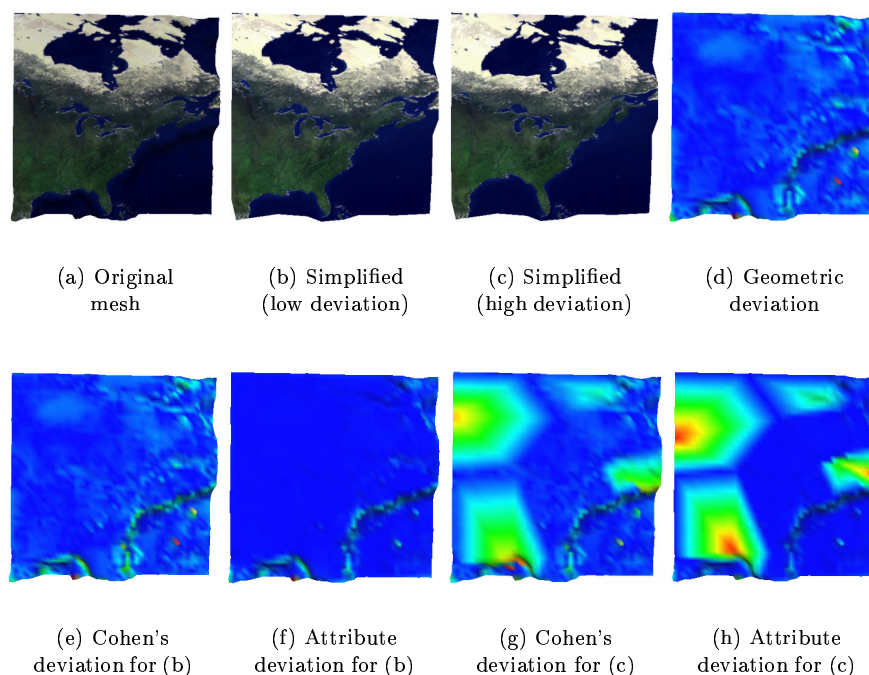 (a) Original
mesh
(b) Simplified
(low deviation)
(c) Simplified
(high deviation)
(d) Geometric
deviation
(e) Cohen's
deviation for (b)
(f) Attribute
deviation for (b)
(g) Cohen's
deviation for (c)
(h) Attribute
deviation for (c)